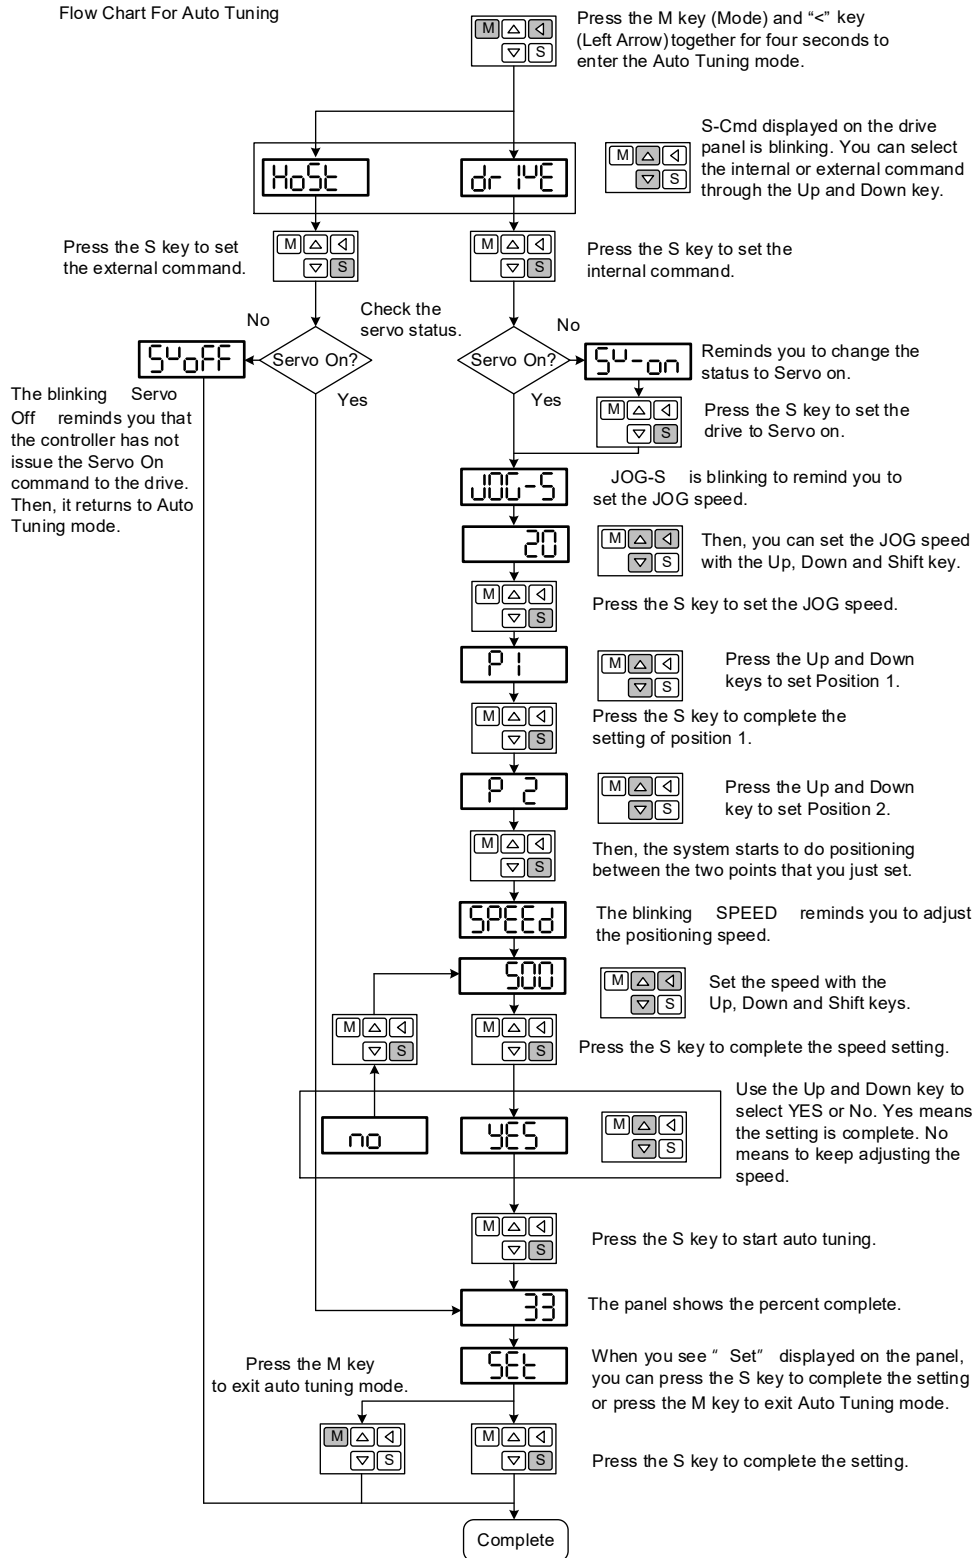 Flow Chart For Auto Tuning
M
S
Press the M key (Mode) and “<” key
(Left Arrow) together for four seconds to
enter the Auto Tuning mode.
HoSt
drIvE
M
S
S-Cmd displayed on the drive
panel is blinking. You can select
the internal or external command
through the Up and Down key.
Press the S key to set
the external command.
M
S
M
S
Press the S key to set the
internal command.
Check the
servo status.
No
No
SvoFF
Servo On?
Servo On?
Sv-on
Reminds you to change the
status to Servo on.
Yes
Yes
The blinking Servo
Off reminds you that
the controller has not
issue the Servo On
command to the drive.
Then, it returns to Auto
Tuning mode.
M
S
Press the S key to set the
drive to Servo on.
JOG-S
JOG-S is blinking to remind you to
set the JOG speed.
20
M
S
Then, you can set the JOG speed
with the Up, Down and Shift key.
M
S
Press the S key to set the JOG speed.
P1
M
S
Press the Up and Down
keys to set Position 1.
M
S
Press the S key to complete the
setting of position 1.
P 2
M
S
Press the Up and Down
key to set Position 2.
M
S
Then, the system starts to do positioning
between the two points that you just set.
SPEEd
The blinking SPEED reminds you to adjust
the positioning speed.
500
M
S
Set the speed with the
Up, Down and Shift keys.
M
S
M
S
Press the S key to complete the speed setting.
no
YES
M
S
Use the Up and Down key to
select YES or No. Yes means
the setting is complete. No
means to keep adjusting the
speed.
M
S
Press the S key to start auto tuning.
33
The panel shows the percent complete.
SEt
When you see “ Set” displayed on the panel,
you can press the S key to complete the setting
or press the M key to exit Auto Tuning mode.
Press the M key
to exit auto tuning mode.
M
S
M
S
Press the S key to complete the setting.
Complete